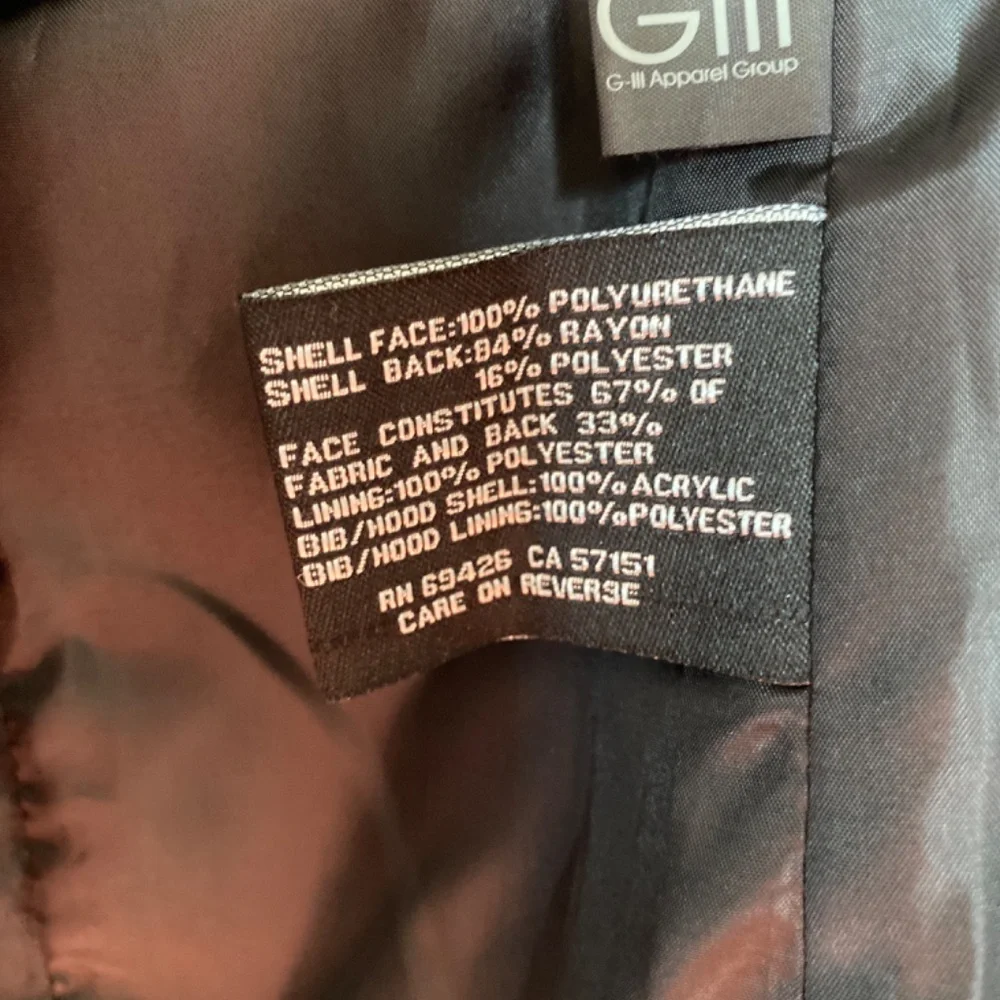 GIII
G-III Apparel Group
SHELL FACE:100% POLYURETHANE
SHELL BACK:84% RAYON
16% POLYESTER
FACE CONSTITUTES 67% OF
FABRIC AND BACK 33%
LINING:100% POLYESTER
BIB/HOOD SHELL:100% ACRYLIC
BIB/HOOD LINING:100%POLYESTER
RN 69426 CA 57151
CARE ON REVERSE